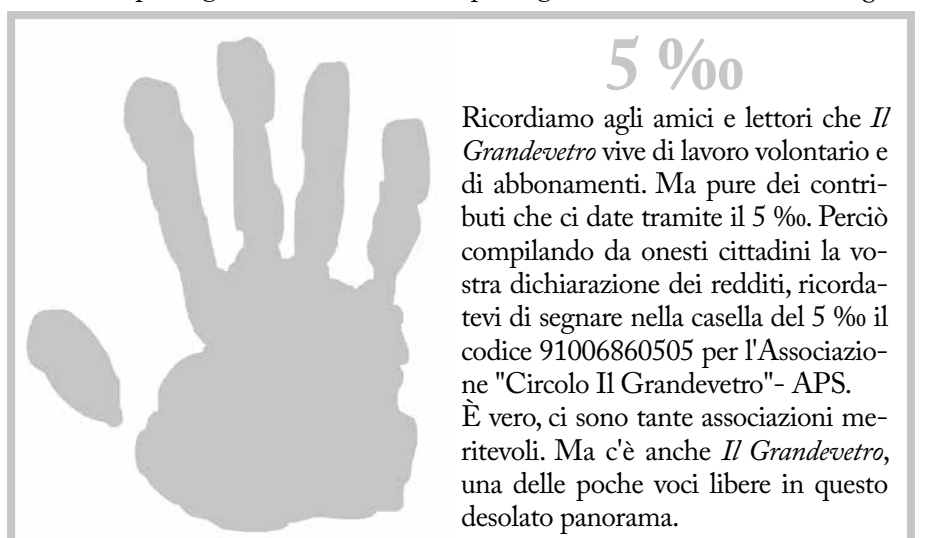 5 ‰
Ricordiamo agli amici e lettori che Il
Grandevetro vive di lavoro volontario e
di abbonamenti. Ma pure dei contri-
buti che ci date tramite il 5 ‰. Perciò
compilando da onesti cittadini la vo-
stra dichiarazione dei redditi, ricorda-
tevi di segnare nella casella del 5 ‰ il
codice 91006860505 per l'Associazio-
ne "Circolo Il Grandevetro"- APS.
È vero, ci sono tante associazioni me-
ritevoli. Ma c'è anche Il Grandevetro,
una delle poche voci libere in questo
desolato panorama.